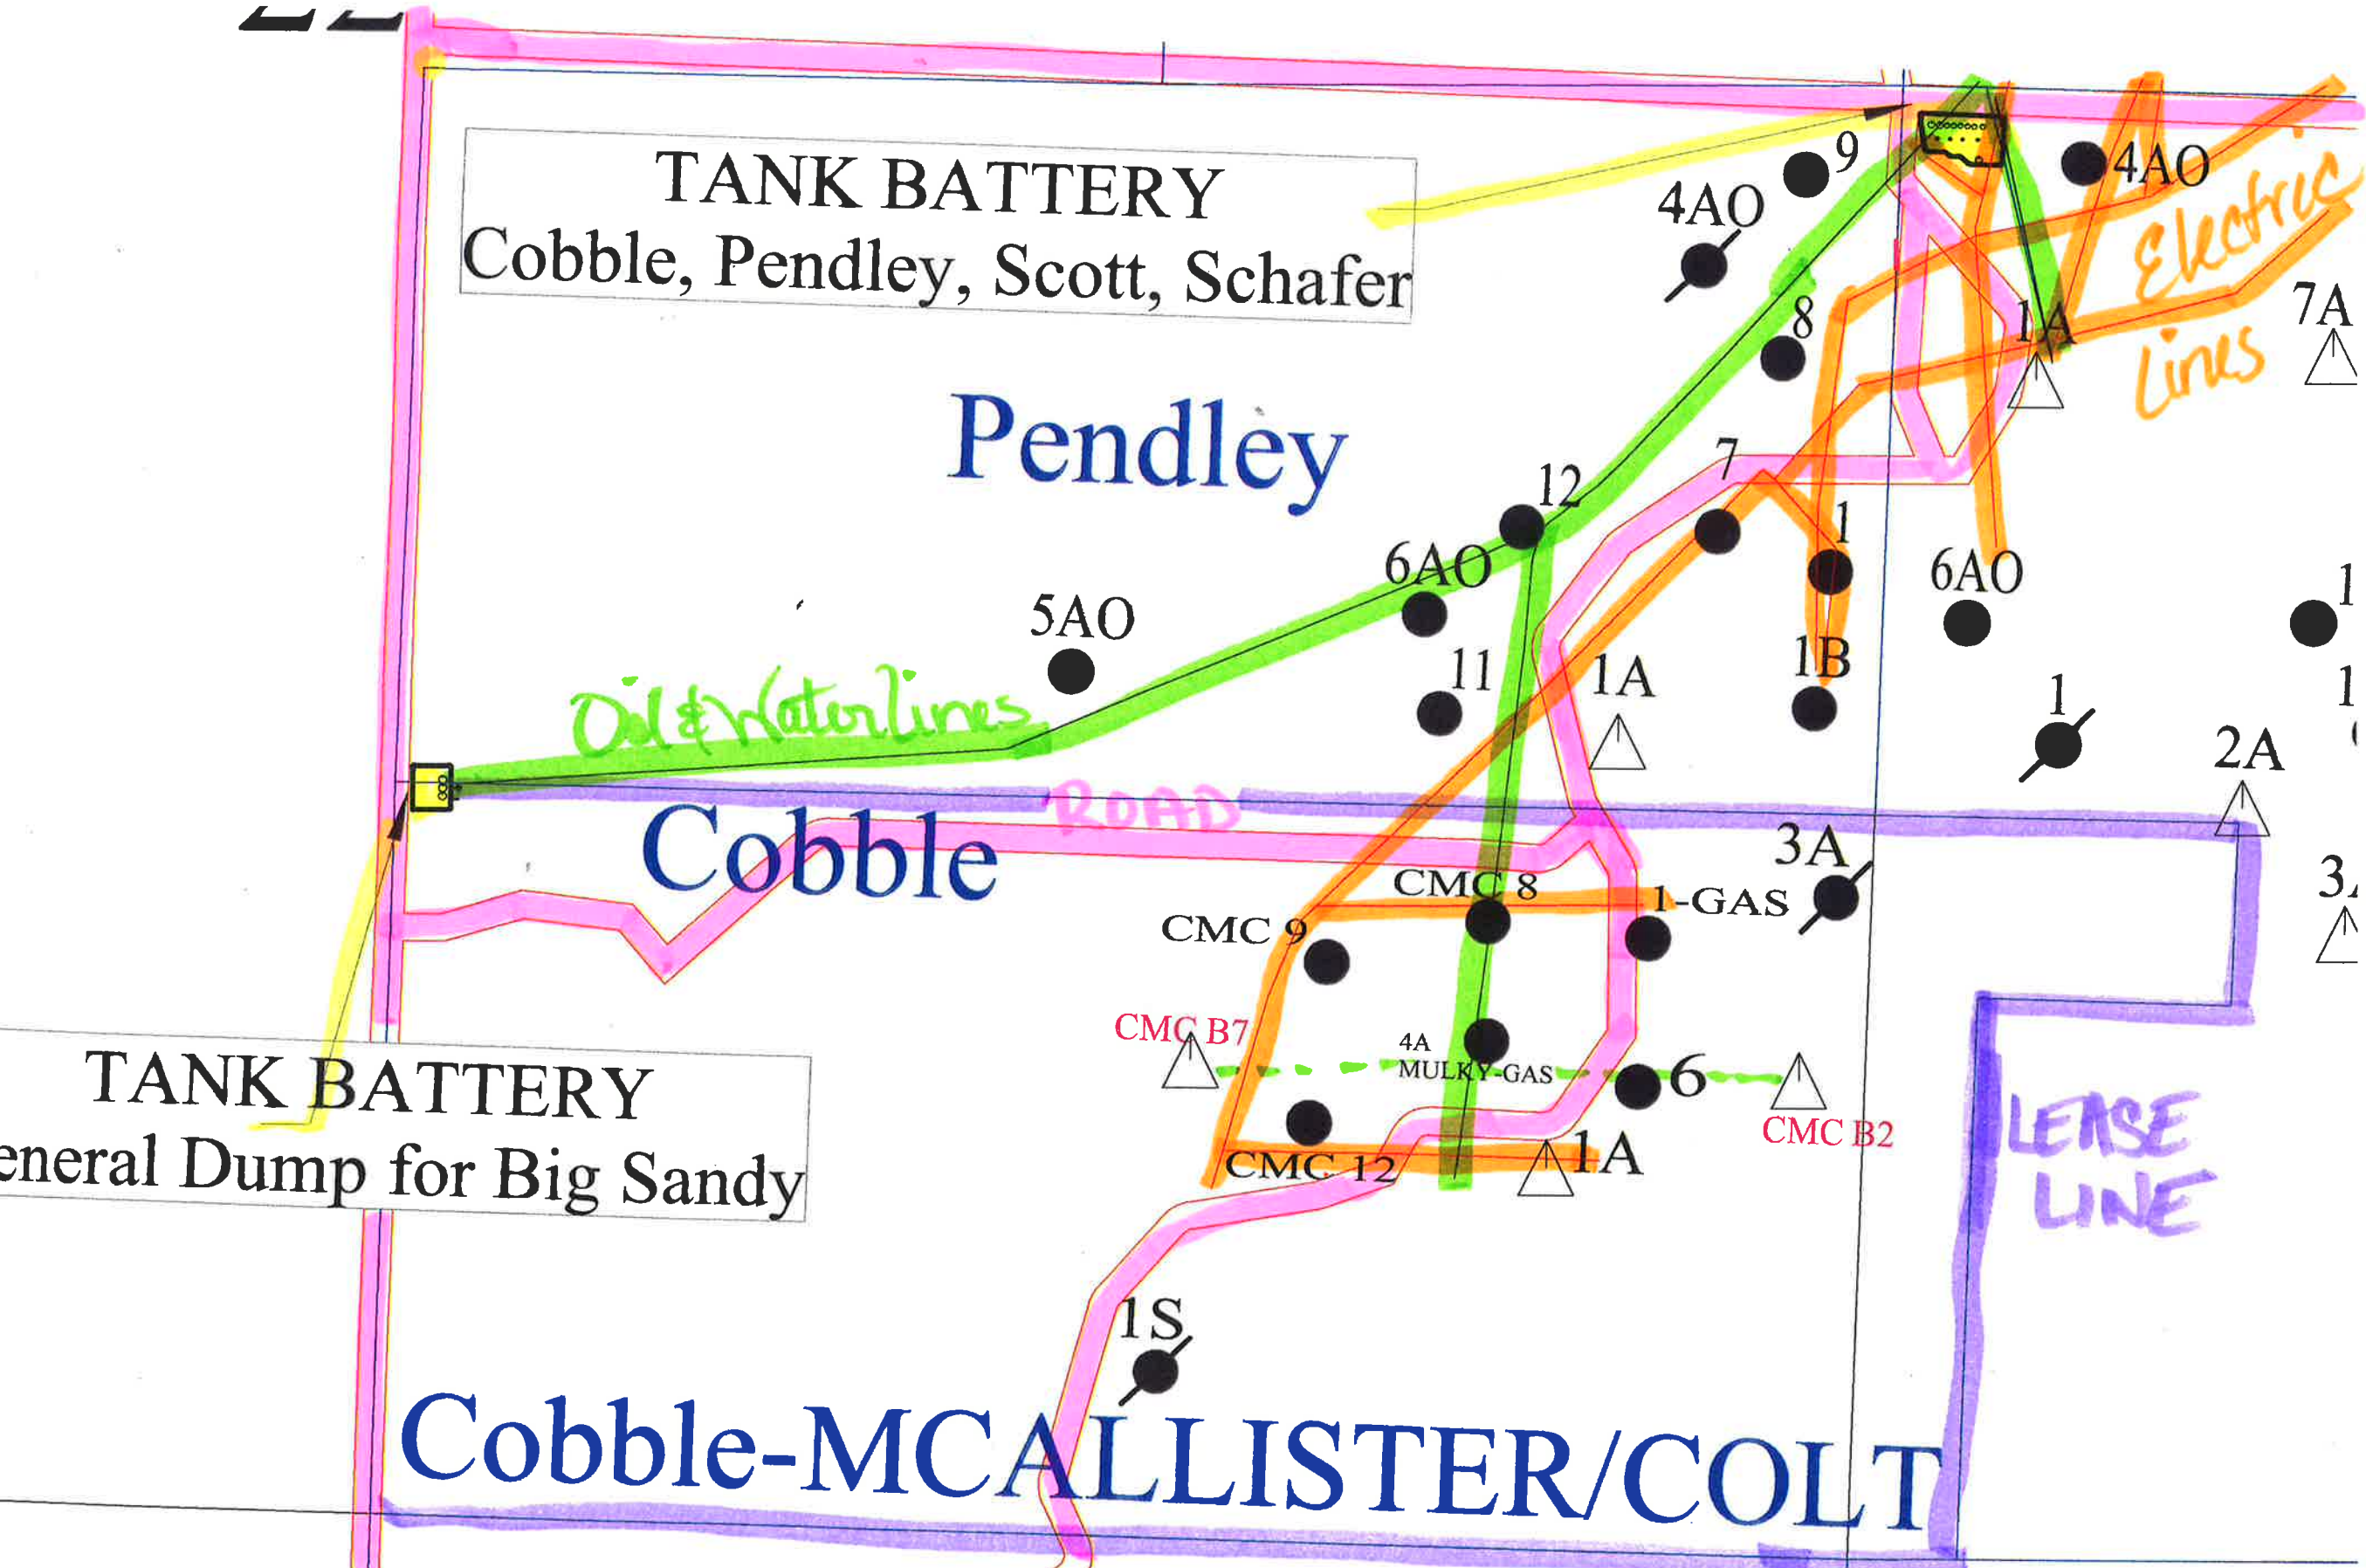 TANK BATTERY
Cobble, Pendley, Scott, Schafer
9
4AO
4AO
Electric
Lines
8
1A
7A
Pendley
7
12
1
6AO
6AO
5AO
11
1A
1B
1
1
1
2A
Oil & Waterlines
ROAD
Cobble
3A
CMC 8
1-GAS
CMC 9
CMC B7
4A
MULKY-GAS
6
CMC B2
LEASE
LINE
TANK BATTERY
eneral Dump for Big Sandy
CMC 12
1A
1S
Cobble-MCALLISTER/COLT